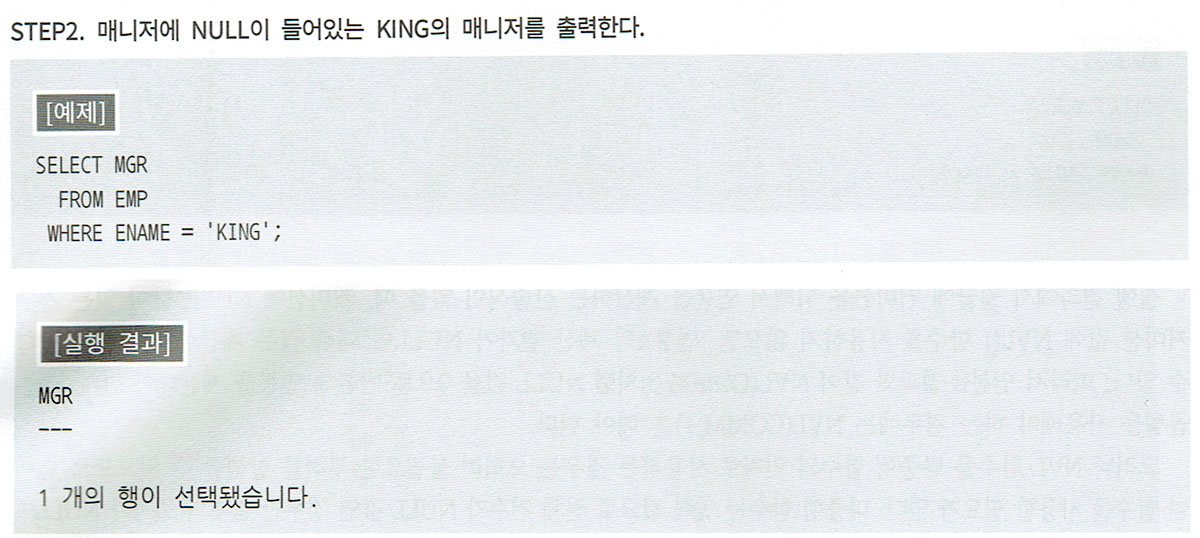 STEP2. 매니저에 NULL이 들어있는 KING의 매니저를 출력한다.
[예제]
SELECT MGR
FROM EMP
WHERE ENAME = 'KING';
[실행 결과]
MGR
---
1 개의 행이 선택됐습니다.